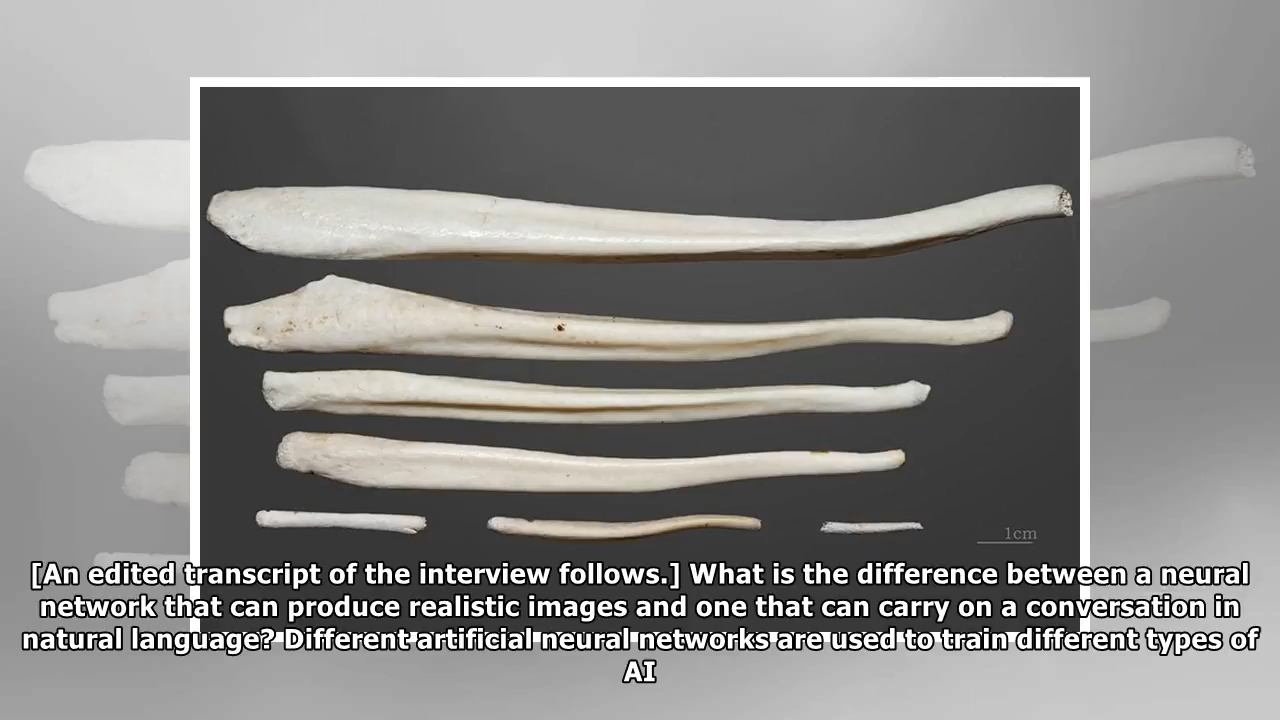 1cm
[An edited transcript of the interview follows.] What is the difference between a neural
network that can produce realistic images and one that can carry on a conversation in
natural language? Different artificial neural networks are used to train different types of
AI